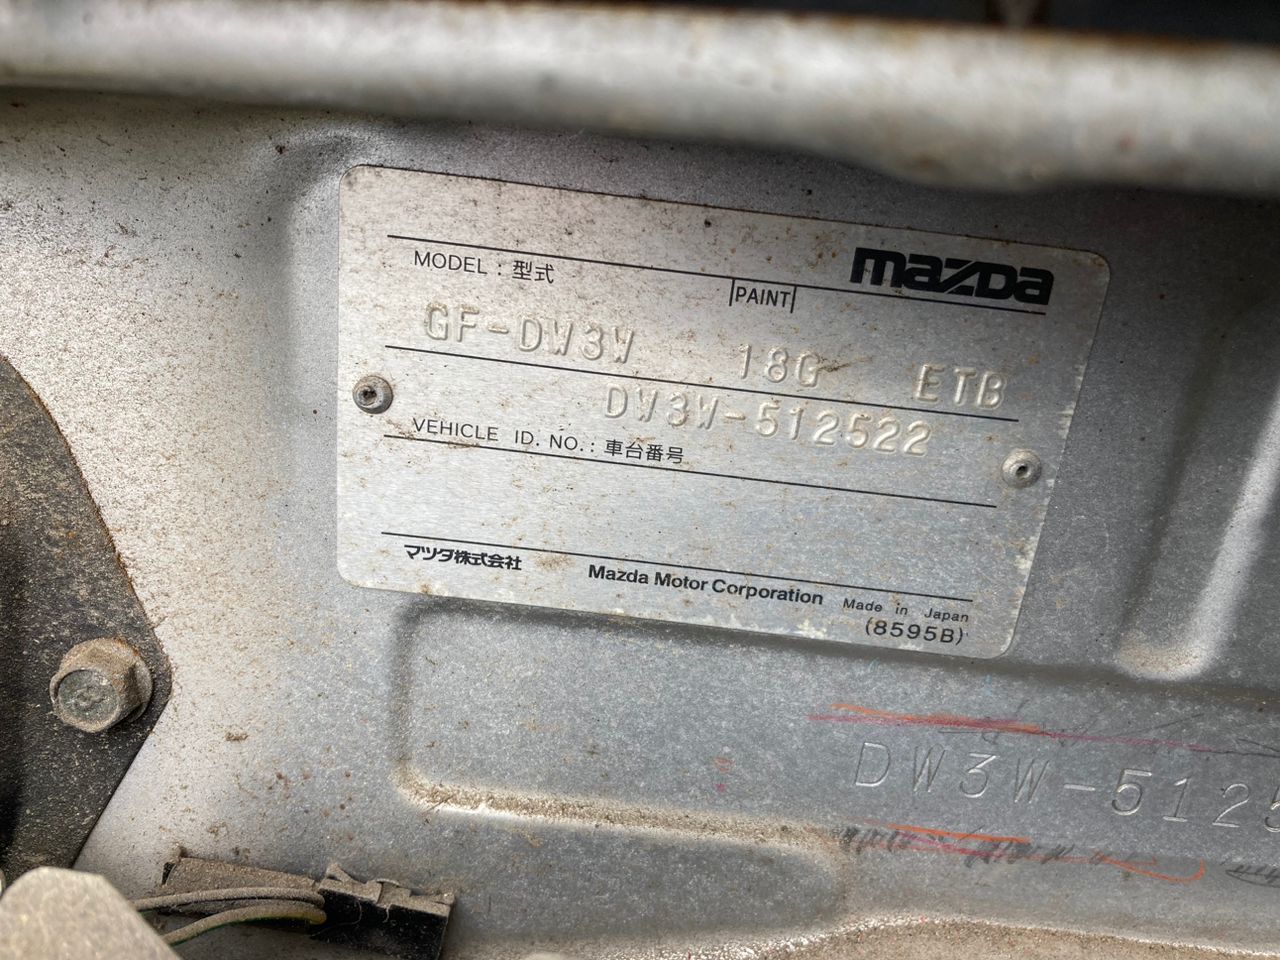 mazDa
MODEL : 型式
PAINT
GF-DW3W 18G ETB
DW3W-512522
VEHICLE ID. NO.: 車台番号
マツダ株式会社 Mazda Motor Corporation Made in Japan
(8595B)
DW3W-5125